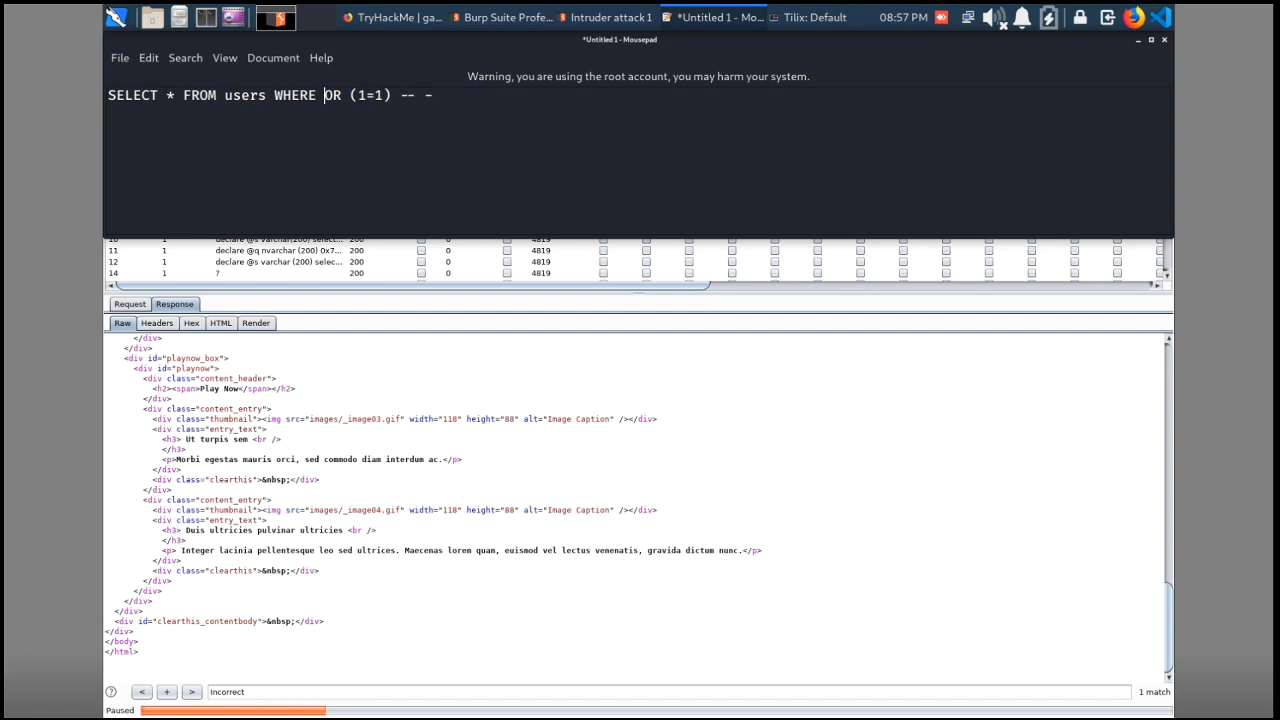 TryHackMe | ga... Burp Suite Profe... Intruder attack 1 *Untitled 1 - Mo... Tilix: Default 08:57 PM
*Untitled 1 - Mousepad
File Edit Search View Document Help
Warning, you are using the root account, you may harm your system.
SELECT * FROM users WHERE OR (1=1) -- -
10 1 declare @s varchar(200) selec... 200 0 4819
11 1 declare @q nvarchar (200) 0x7... 200 0 4819
12 1 declare @s varchar (200) selec... 200 0 4819
14 1 ? 200 0 4819
Request Response
Raw Headers Hex HTML Render
</div>
</div>
<div id="playnow_box">
<div id="playnow">
<div class="content_header">
<h2><span>Play Now</span></h2>
</div>
<div class="content_entry">
<div class="thumbnail"><img src="images/_image03.gif" width="118" height="88" alt="Image Caption" /></div>
<div class="entry_text">
<h3> Ut turpis sem <br />
</h3>
<p>Morbi egestas mauris orci, sed commodo diam interdum ac.</p>
</div>
<div class="clearthis">&nbsp;</div>
</div>
<div class="content_entry">
<div class="thumbnail"><img src="images/_image04.gif" width="118" height="88" alt="Image Caption" /></div>
<div class="entry_text">
<h3> Duis ultricies pulvinar ultricies <br />
</h3>
<p> Integer lacinia pellentesque leo sed ultrices. Maecenas lorem quam, euismod vel lectus venenatis, gravida dictum nunc.</p>
</div>
<div class="clearthis">&nbsp;</div>
</div>
</div>
</div>
</div>
<div id="clearthis_contentbody">&nbsp;</div>
</div>
</body>
</html>
? < + > Incorrect 1 match
Paused